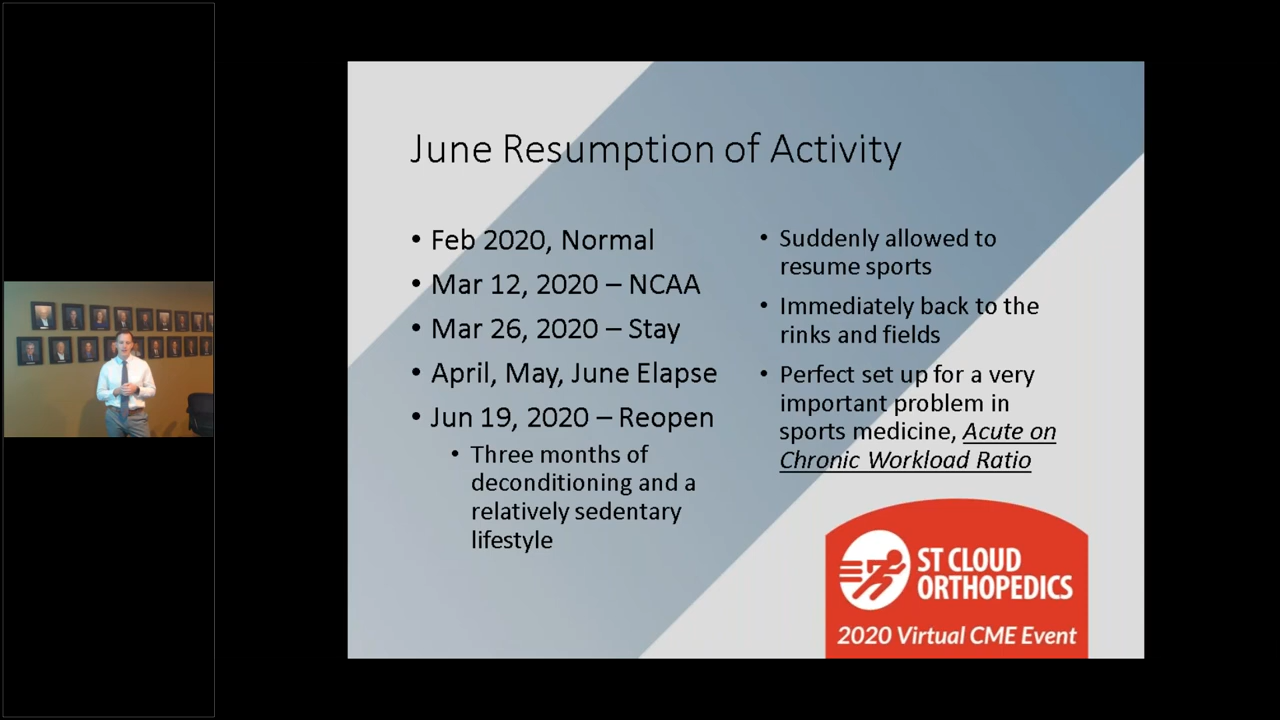 June Resumption of Activity
• Feb 2020, Normal
• Mar 12, 2020 – NCAA
• Mar 26, 2020 – Stay
• April, May, June Elapse
• Jun 19, 2020 – Reopen
• Three months of
deconditioning and a
relatively sedentary
lifestyle
• Suddenly allowed to
resume sports
• Immediately back to the
rinks and fields
• Perfect set up for a very
important problem in
sports medicine, Acute on
Chronic Workload Ratio
ST CLOUD
ORTHOPEDICS
2020 Virtual CME Event